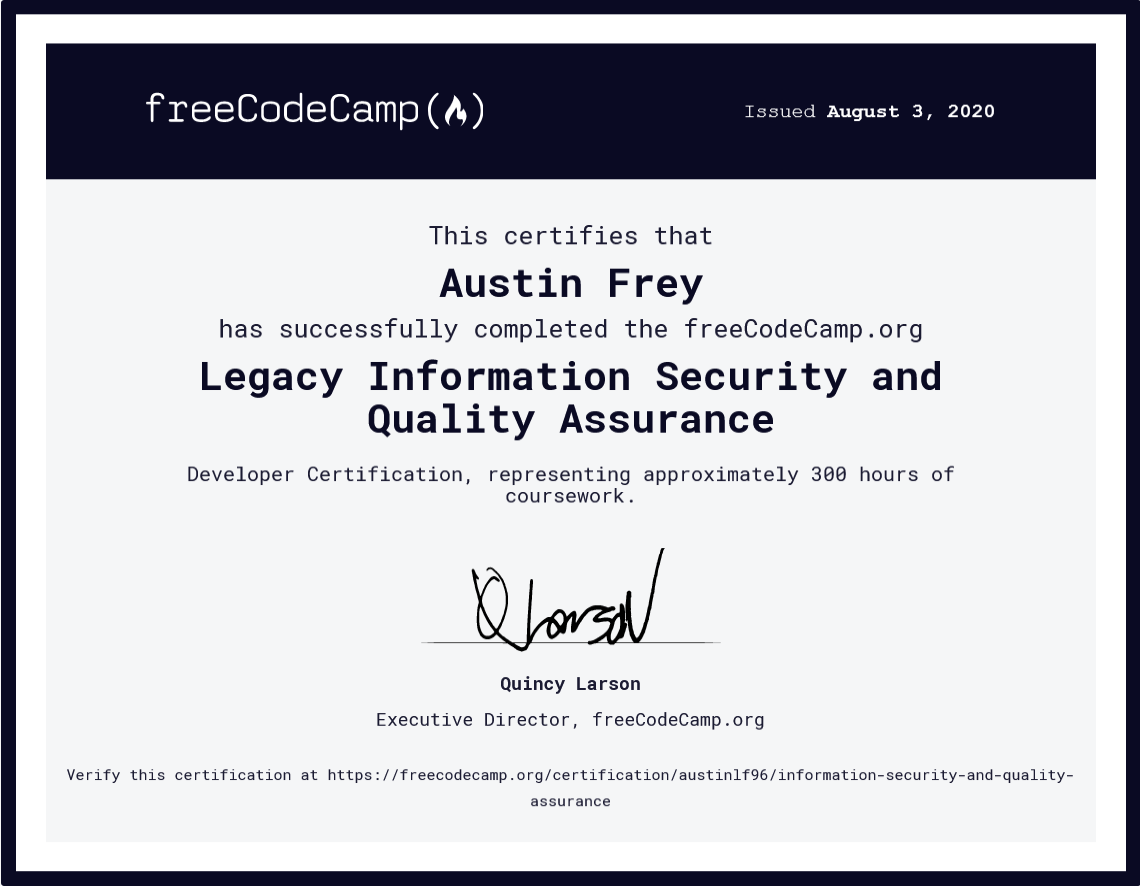 freeCodeCamp(🔥)
Issued August 3, 2020
This certifies that
Austin Frey
has successfully completed the freeCodeCamp.org
Legacy Information Security and
Quality Assurance
Developer Certification, representing approximately 300 hours of
coursework.
Q Larson
Quincy Larson
Executive Director, freeCodeCamp.org
Verify this certification at https://freecodecamp.org/certification/austinlf96/information-security-and-quality-
assurance